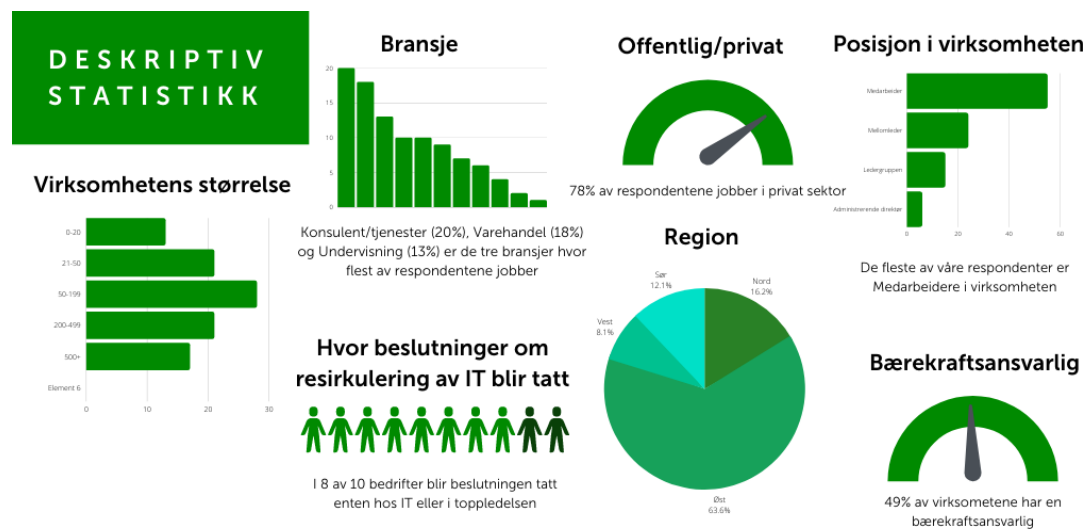 DESKRIPTIV
STATISTIKK
Virksomhetens størrelse
0-20
21-50
50-199
200-499
500+
Element 6
0
10
20
30
Bransje
20
15
10
5
0
Konsulent/tjenester (20%), Varehandel (18%)
og Undervisning (13%) er de tre bransjer hvor
flest av respondentene jobber
Hvor beslutninger om
resirkulering av IT blir tatt
I 8 av 10 bedrifter blir beslutningen tatt
enten hos IT eller i toppledelsen
Offentlig/privat
78% av respondentene jobber i privat sektor
Region
Sør
12.1%
Nord
16.2%
Vest
8.1%
Øst
63.6%
Posisjon i virksomheten
Medarbeider
Mellomleder
Ledergruppen
Administrerende direktør
0
20
40
60
De fleste av våre respondenter er
Medarbeidere i virksomheten
Bærekraftsansvarlig
49% av virksometene har en
bærekraftsansvarlig